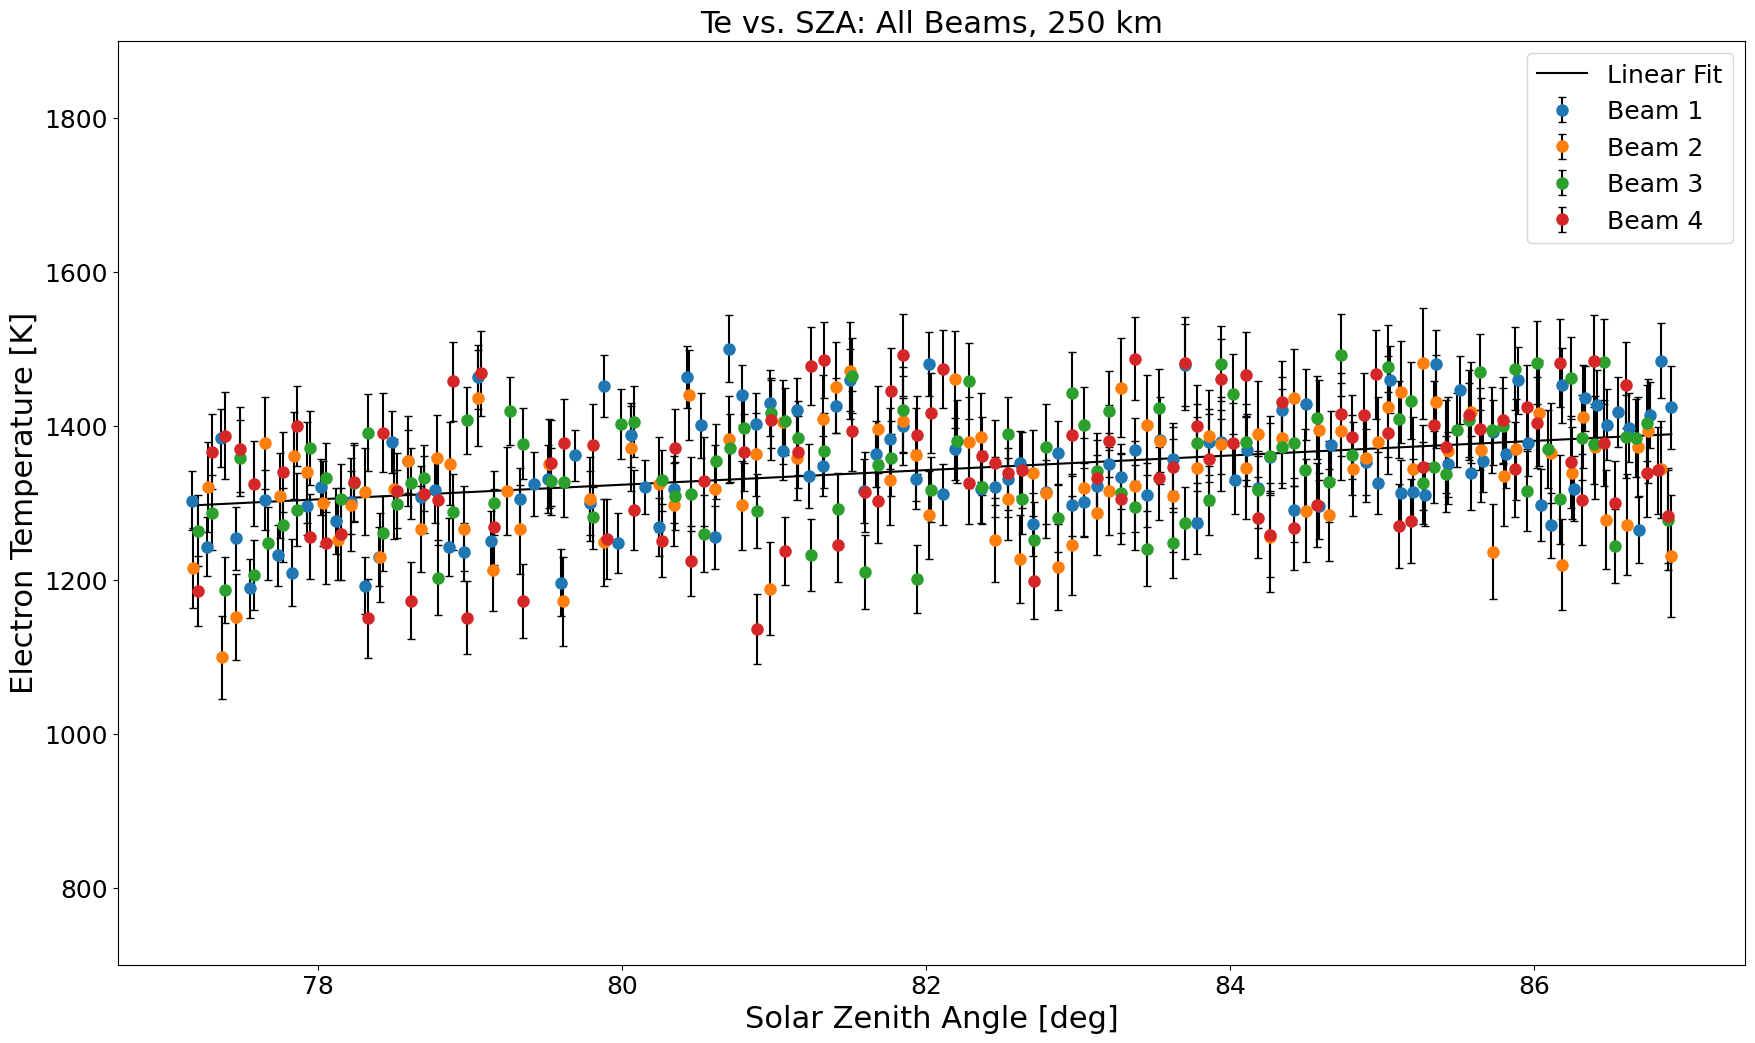 Te vs. SZA: All Beams, 250 km
Linear Fit
Beam 1
Beam 2
Beam 3
Beam 4
1800
1600
1400
1200
1000
800
Electron Temperature [K]
78 80 82 84 86
Solar Zenith Angle [deg]